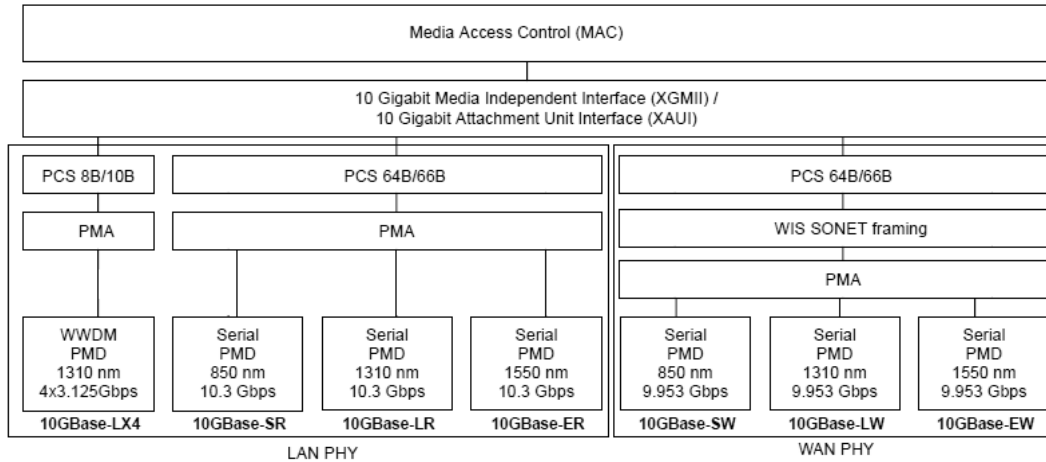 Media Access Control (MAC)
10 Gigabit Media Independent Interface (XGMII) /
10 Gigabit Attachment Unit Interface (XAUI)
PCS 8B/10B
PCS 64B/66B
PCS 64B/66B
PMA
PMA
WIS SONET framing
PMA
WWDM
PMD
1310 nm
4x3.125Gbps
Serial
PMD
850 nm
10.3 Gbps
Serial
PMD
1310 nm
10.3 Gbps
Serial
PMD
1550 nm
10.3 Gbps
Serial
PMD
850 nm
9.953 Gbps
Serial
PMD
1310 nm
9.953 Gbps
Serial
PMD
1550 nm
9.953 Gbps
10GBase-LX4
10GBase-SR
10GBase-LR
10GBase-ER
10GBase-SW
10GBase-LW
10GBase-EW
LAN PHY
WAN PHY